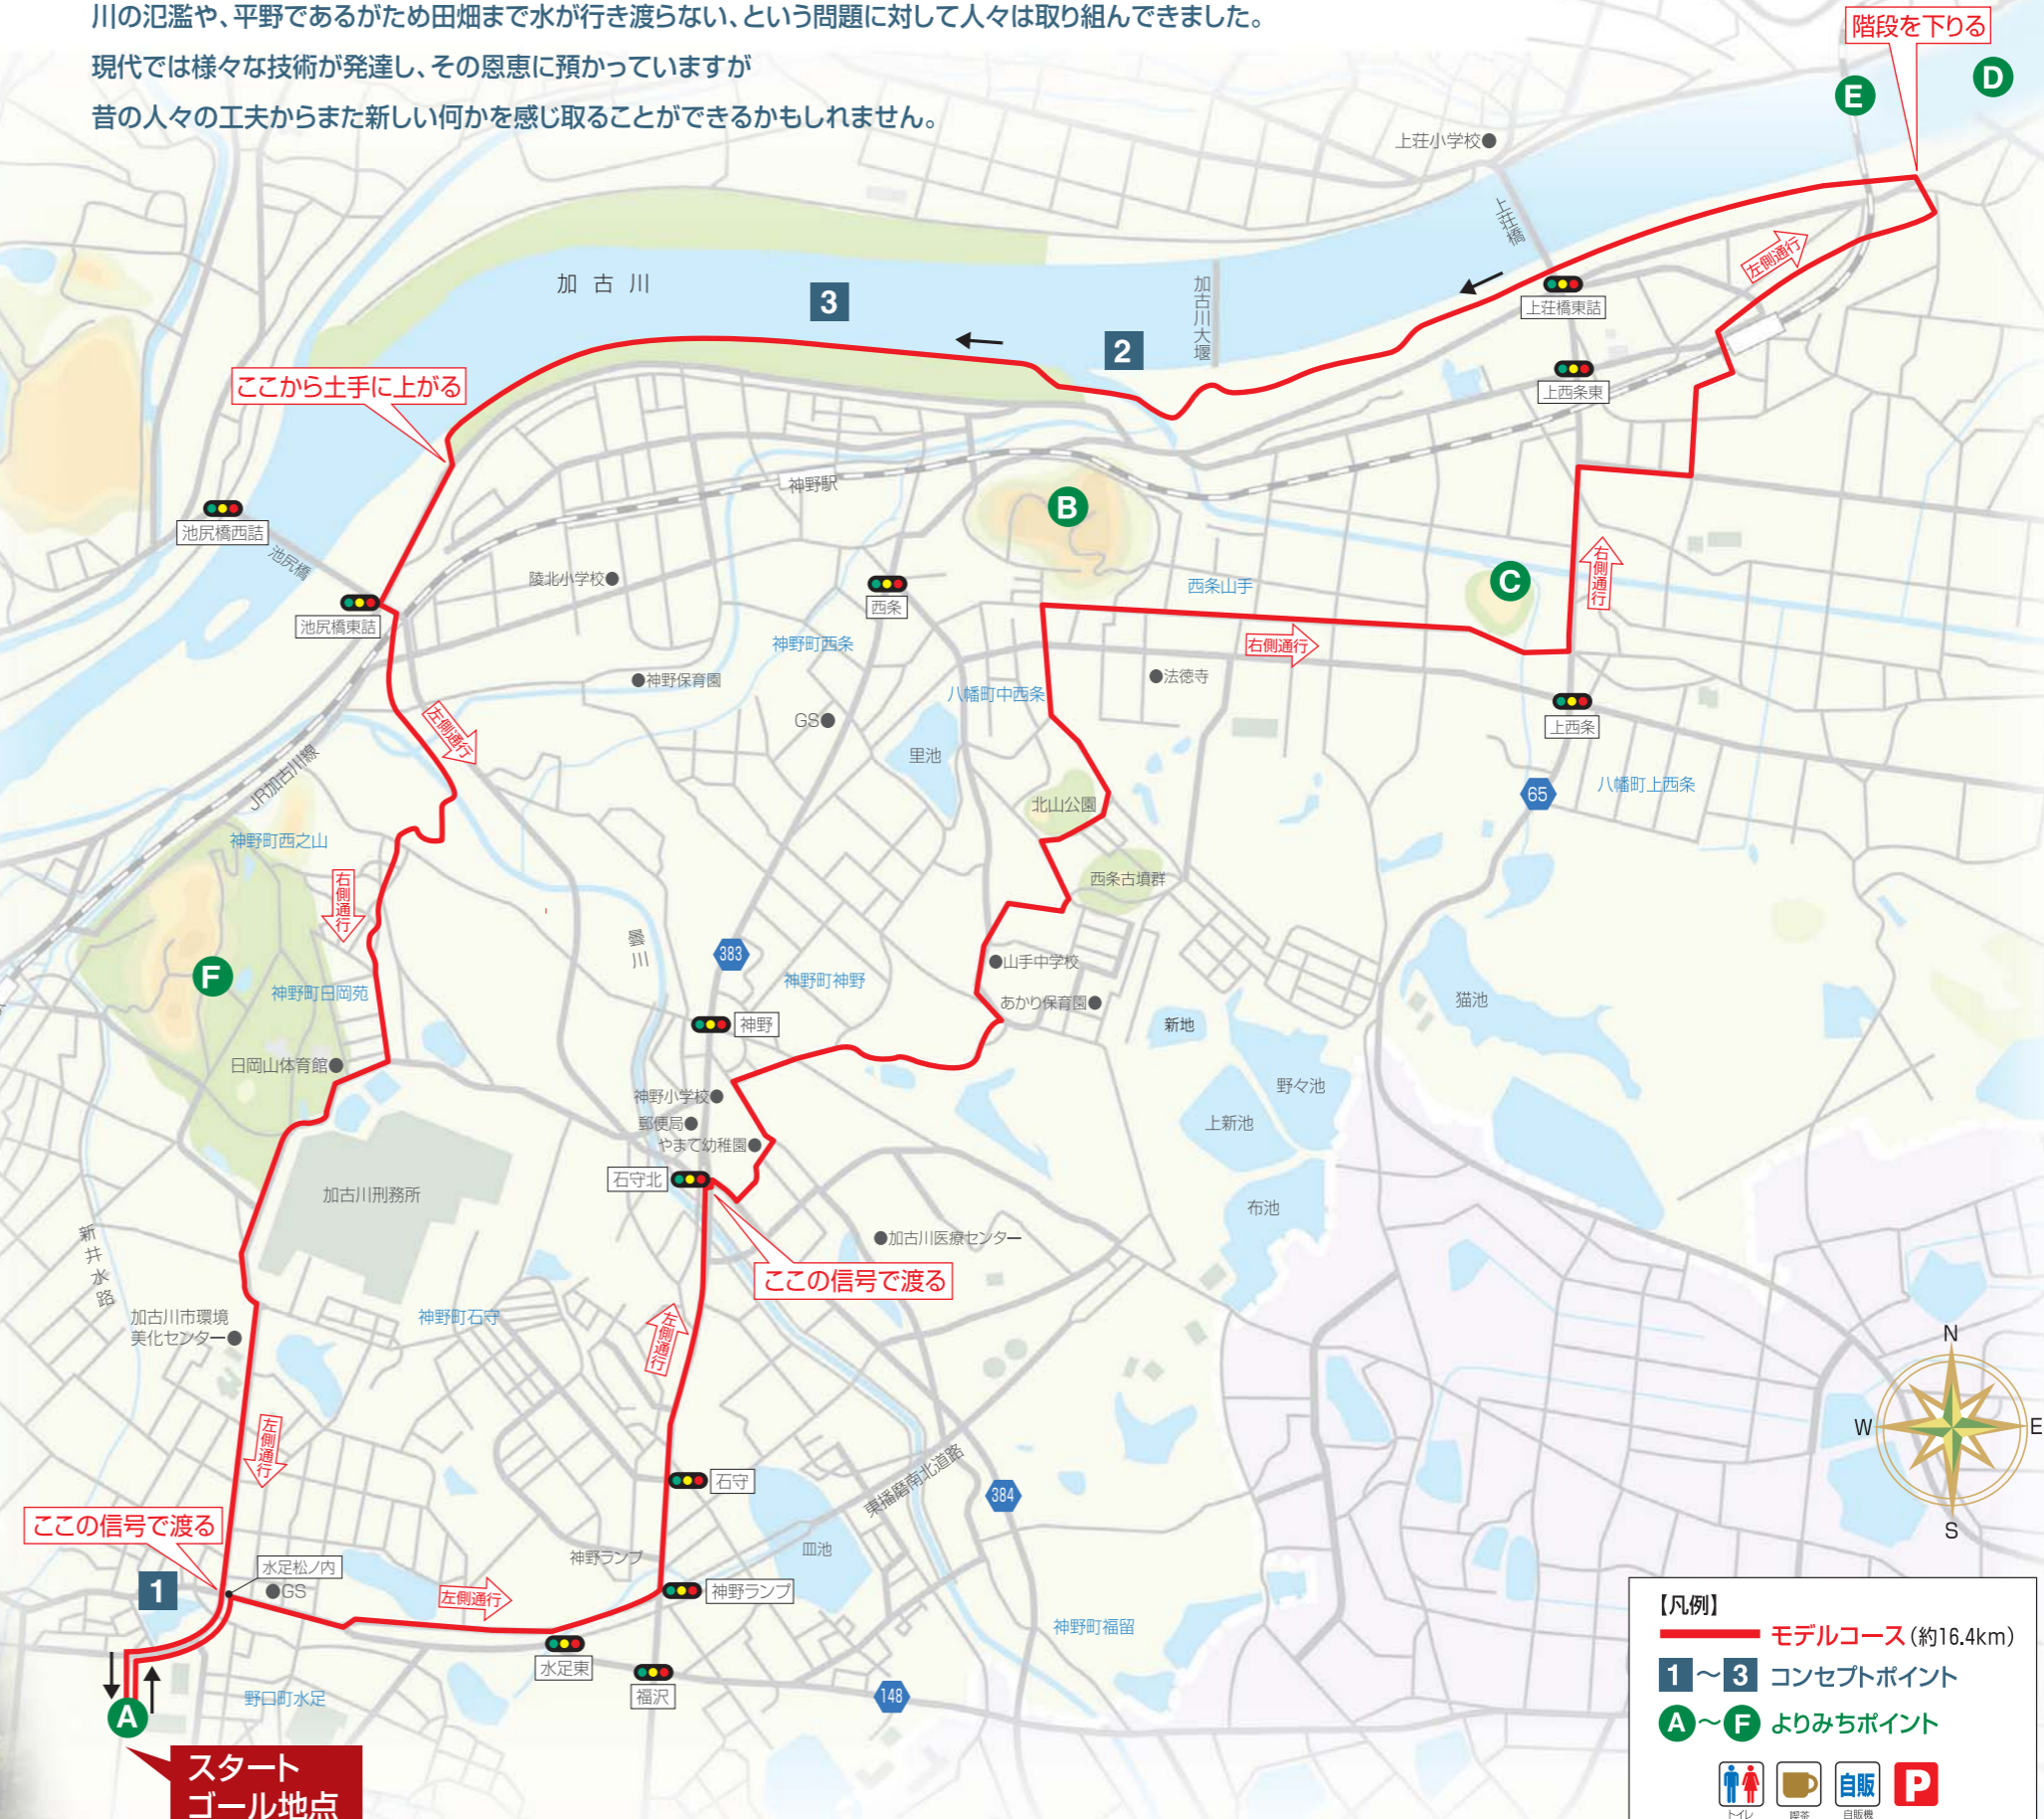 川の氾濫や、平野であるがため田畑まで水が行き渡らない、という問題に対して人々は取り組んできました。
現代では様々な技術が発達し、その恩恵に預かっていますが
昔の人々の工夫からまた新しい何かを感じ取ることができるかもしれません。
階段を下りる
E
D
上荘小学校
上荘橋
左側通行
加古川
3
加古川大堰
2
上荘橋東詰
上西条東
ここから土手に上がる
神野駅
B
池尻橋西詰
池尻橋
陵北小学校
西条
西条山手
C
右側通行
池尻橋東詰
神野町西条
右側通行
神野保育園
八幡町中西条
法徳寺
上西条
GS
左側通行
里池
JR加古川線
北山公園
65
八幡町上西条
神野町西之山
西条古墳群
右側通行
曇川
383
神野町神野
山手中学校
F
神野町日岡苑
あかり保育園
猫池
神野
新地
日岡山体育館
野々池
神野小学校
郵便局
上新池
やまて幼稚園
石守北
加古川刑務所
布池
新井水路
加古川医療センター
ここの信号で渡る
加古川市環境
美化センター
神野町石守
左側通行
N
W
E
S
左側通行
石守
東播磨南北道路
384
ここの信号で渡る
水足松ノ内
神野ランプ
皿池
1
GS
左側通行
神野ランプ
神野町福留
水足東
福沢
148
野口町水足
A
スタート
ゴール地点
【凡例】
モデルコース（約16.4km）
1～3 コンセプトポイント
A～F よりみちポイント
自販
P
トイレ
喫茶
自販機